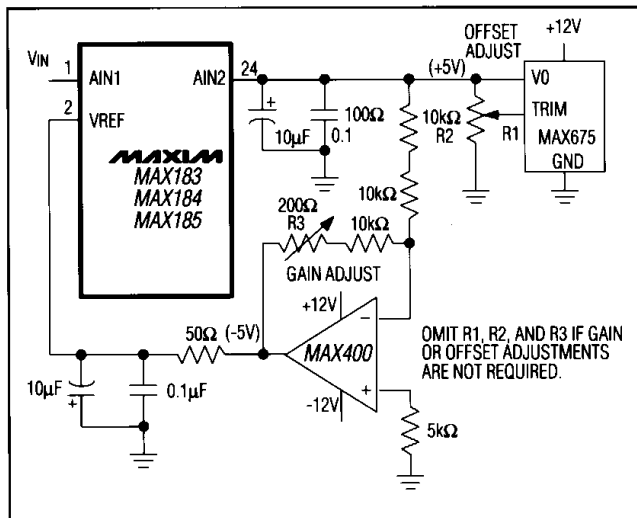 OFFSET
ADJUST
+12V
VIN
1
AIN1
AIN2
24
(+5V)
VO
2
VREF
TRIM
MAX675
GND
+
10µF
100Ω
0.1
10kΩ
R2
R1
MAXIM
MAX183
MAX184
MAX185
10kΩ
200Ω
R3
10kΩ
GAIN ADJUST
+12V
−
50Ω
(-5V)
MAX400
OMIT R1, R2, AND R3 IF GAIN
OR OFFSET ADJUSTMENTS
ARE NOT REQUIRED.
10µF
+
0.1µF
+
-12V
5kΩ